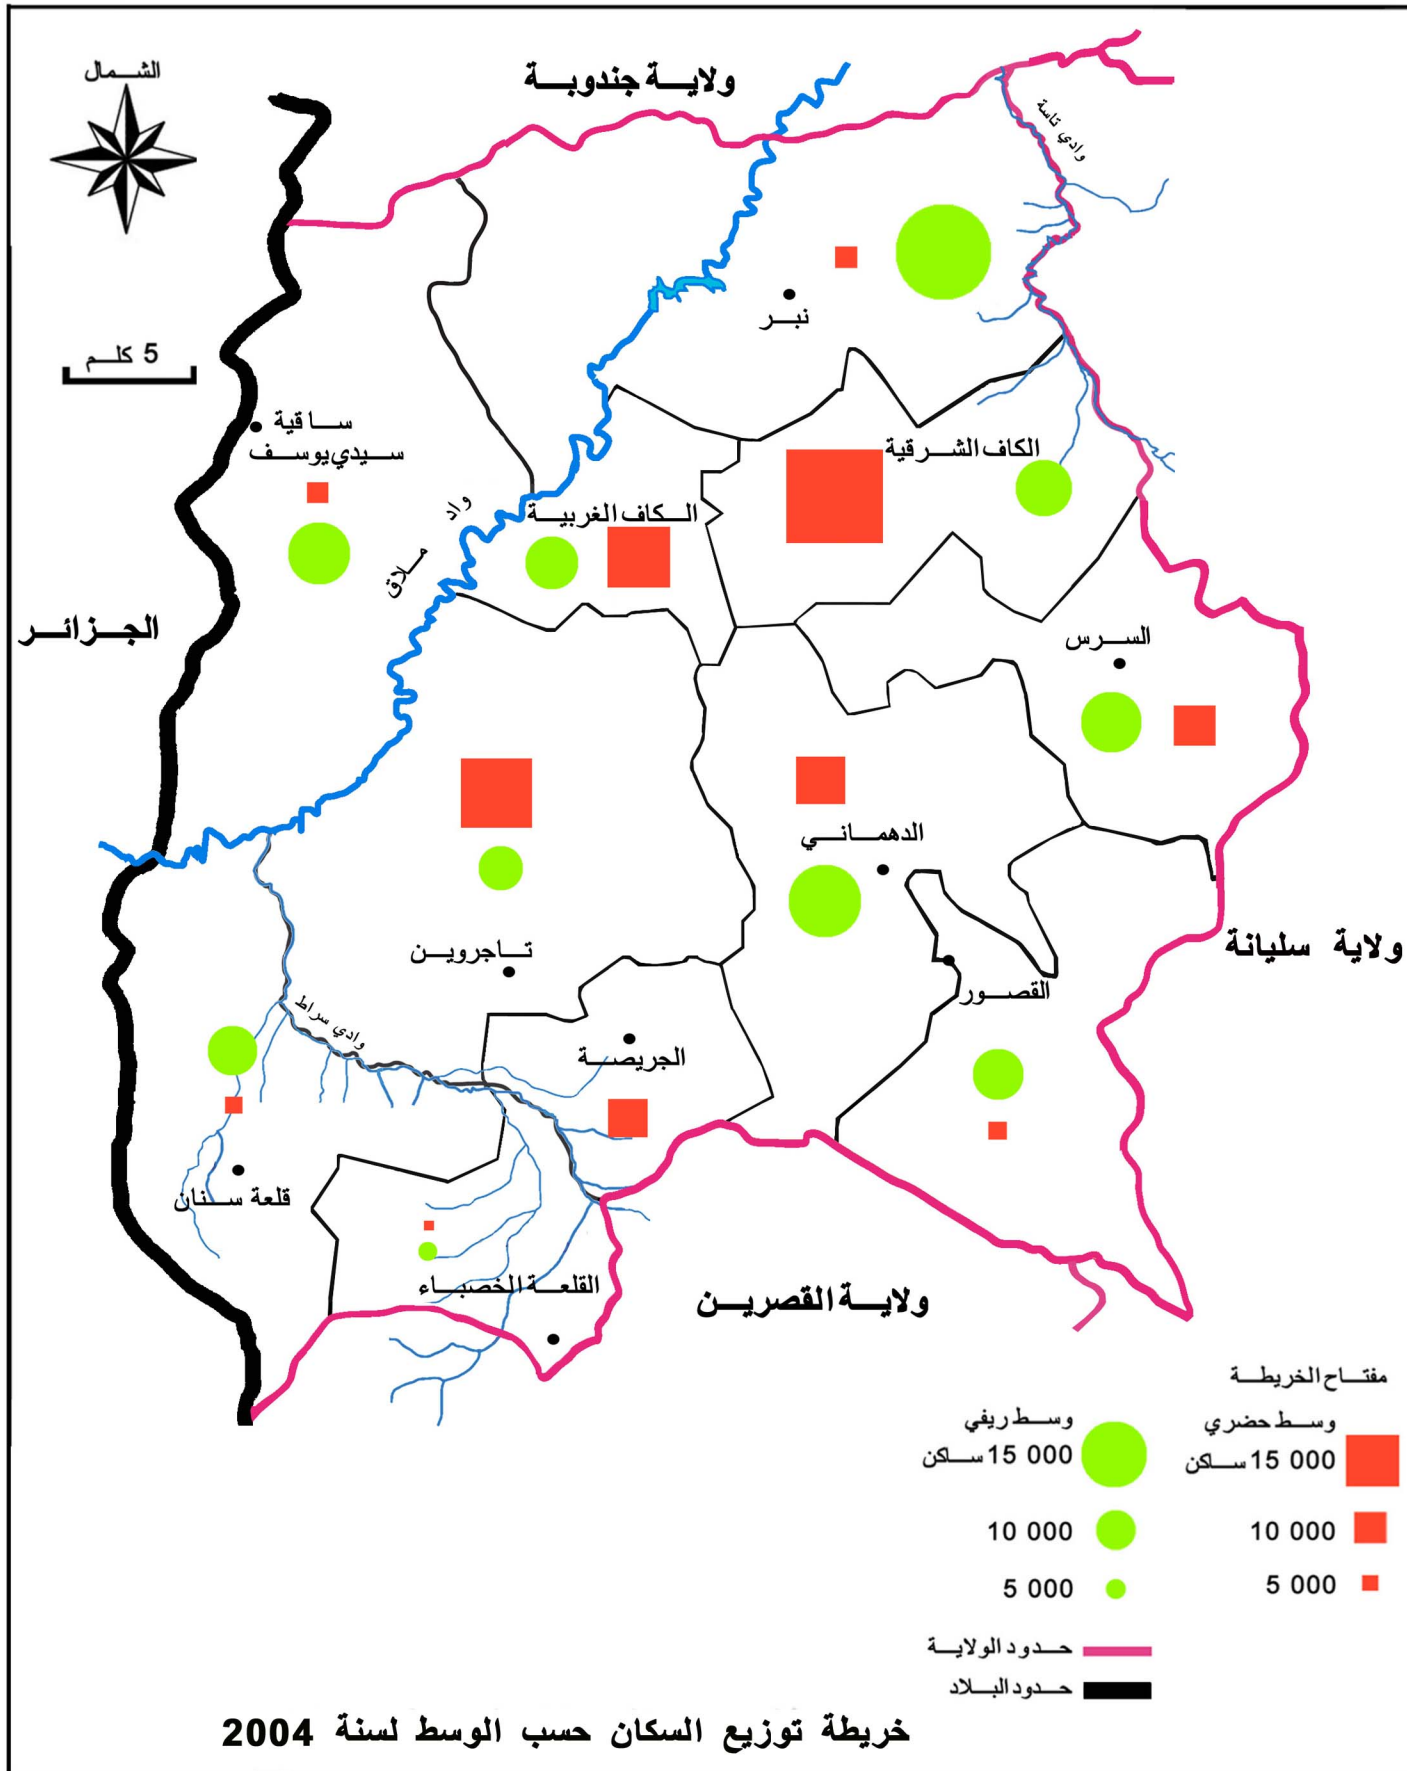 الشمال
ولاية جندوبة
وادي تاسة
نبر
5 كلم
ساقية
سيدي يوسف
الكاف الشرقية
واد
ملاق
الكاف الغربية
الجزائر
السرس
الدهماني
تاجروين
القصور
ولاية سليانة
وادي سراط
الجريصة
قلعة سنان
القلعة الخصباء
ولاية القصرين
مفتاح الخريطة
وسط حضري
15 000 ساكن
10 000
5 000
وسط ريفي
15 000 ساكن
10 000
5 000
حدود الولاية
حدود البلاد
خريطة توزيع السكان حسب الوسط لسنة 2004